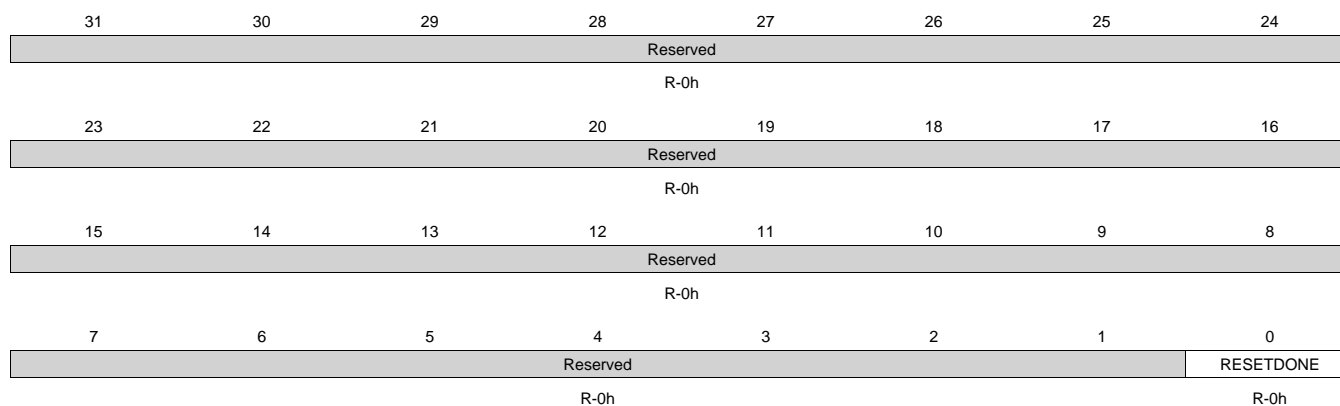 31 30 29 28 27 26 25 24
Reserved
R-0h
23 22 21 20 19 18 17 16
Reserved
R-0h
15 14 13 12 11 10 9 8
Reserved
R-0h
7 6 5 4 3 2 1 0
Reserved RESETDONE
R-0h R-0h